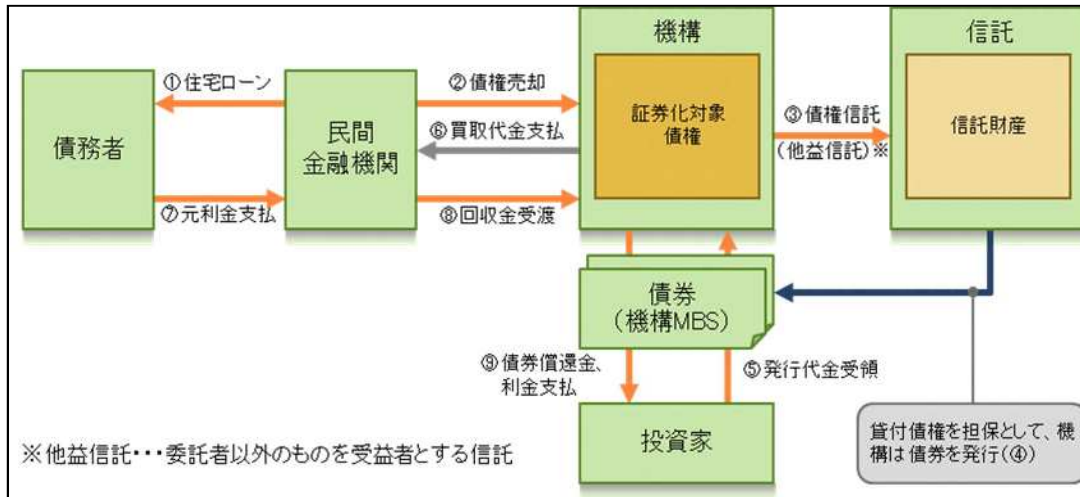 機構
信託
①住宅ローン
②債権売却
証券化対象
債権
③債権信託
(他益信託)※
信託財産
債務者
民間
金融機関
⑥買取代金支払
⑦元利金支払
⑧回収金受渡
債券
(機構MBS)
⑨債券償還金、
利金支払
⑤発行代金受領
投資家
貸付債権を担保として、機
構は債券を発行(④)
※他益信託・・・委託者以外のものを受益者とする信託